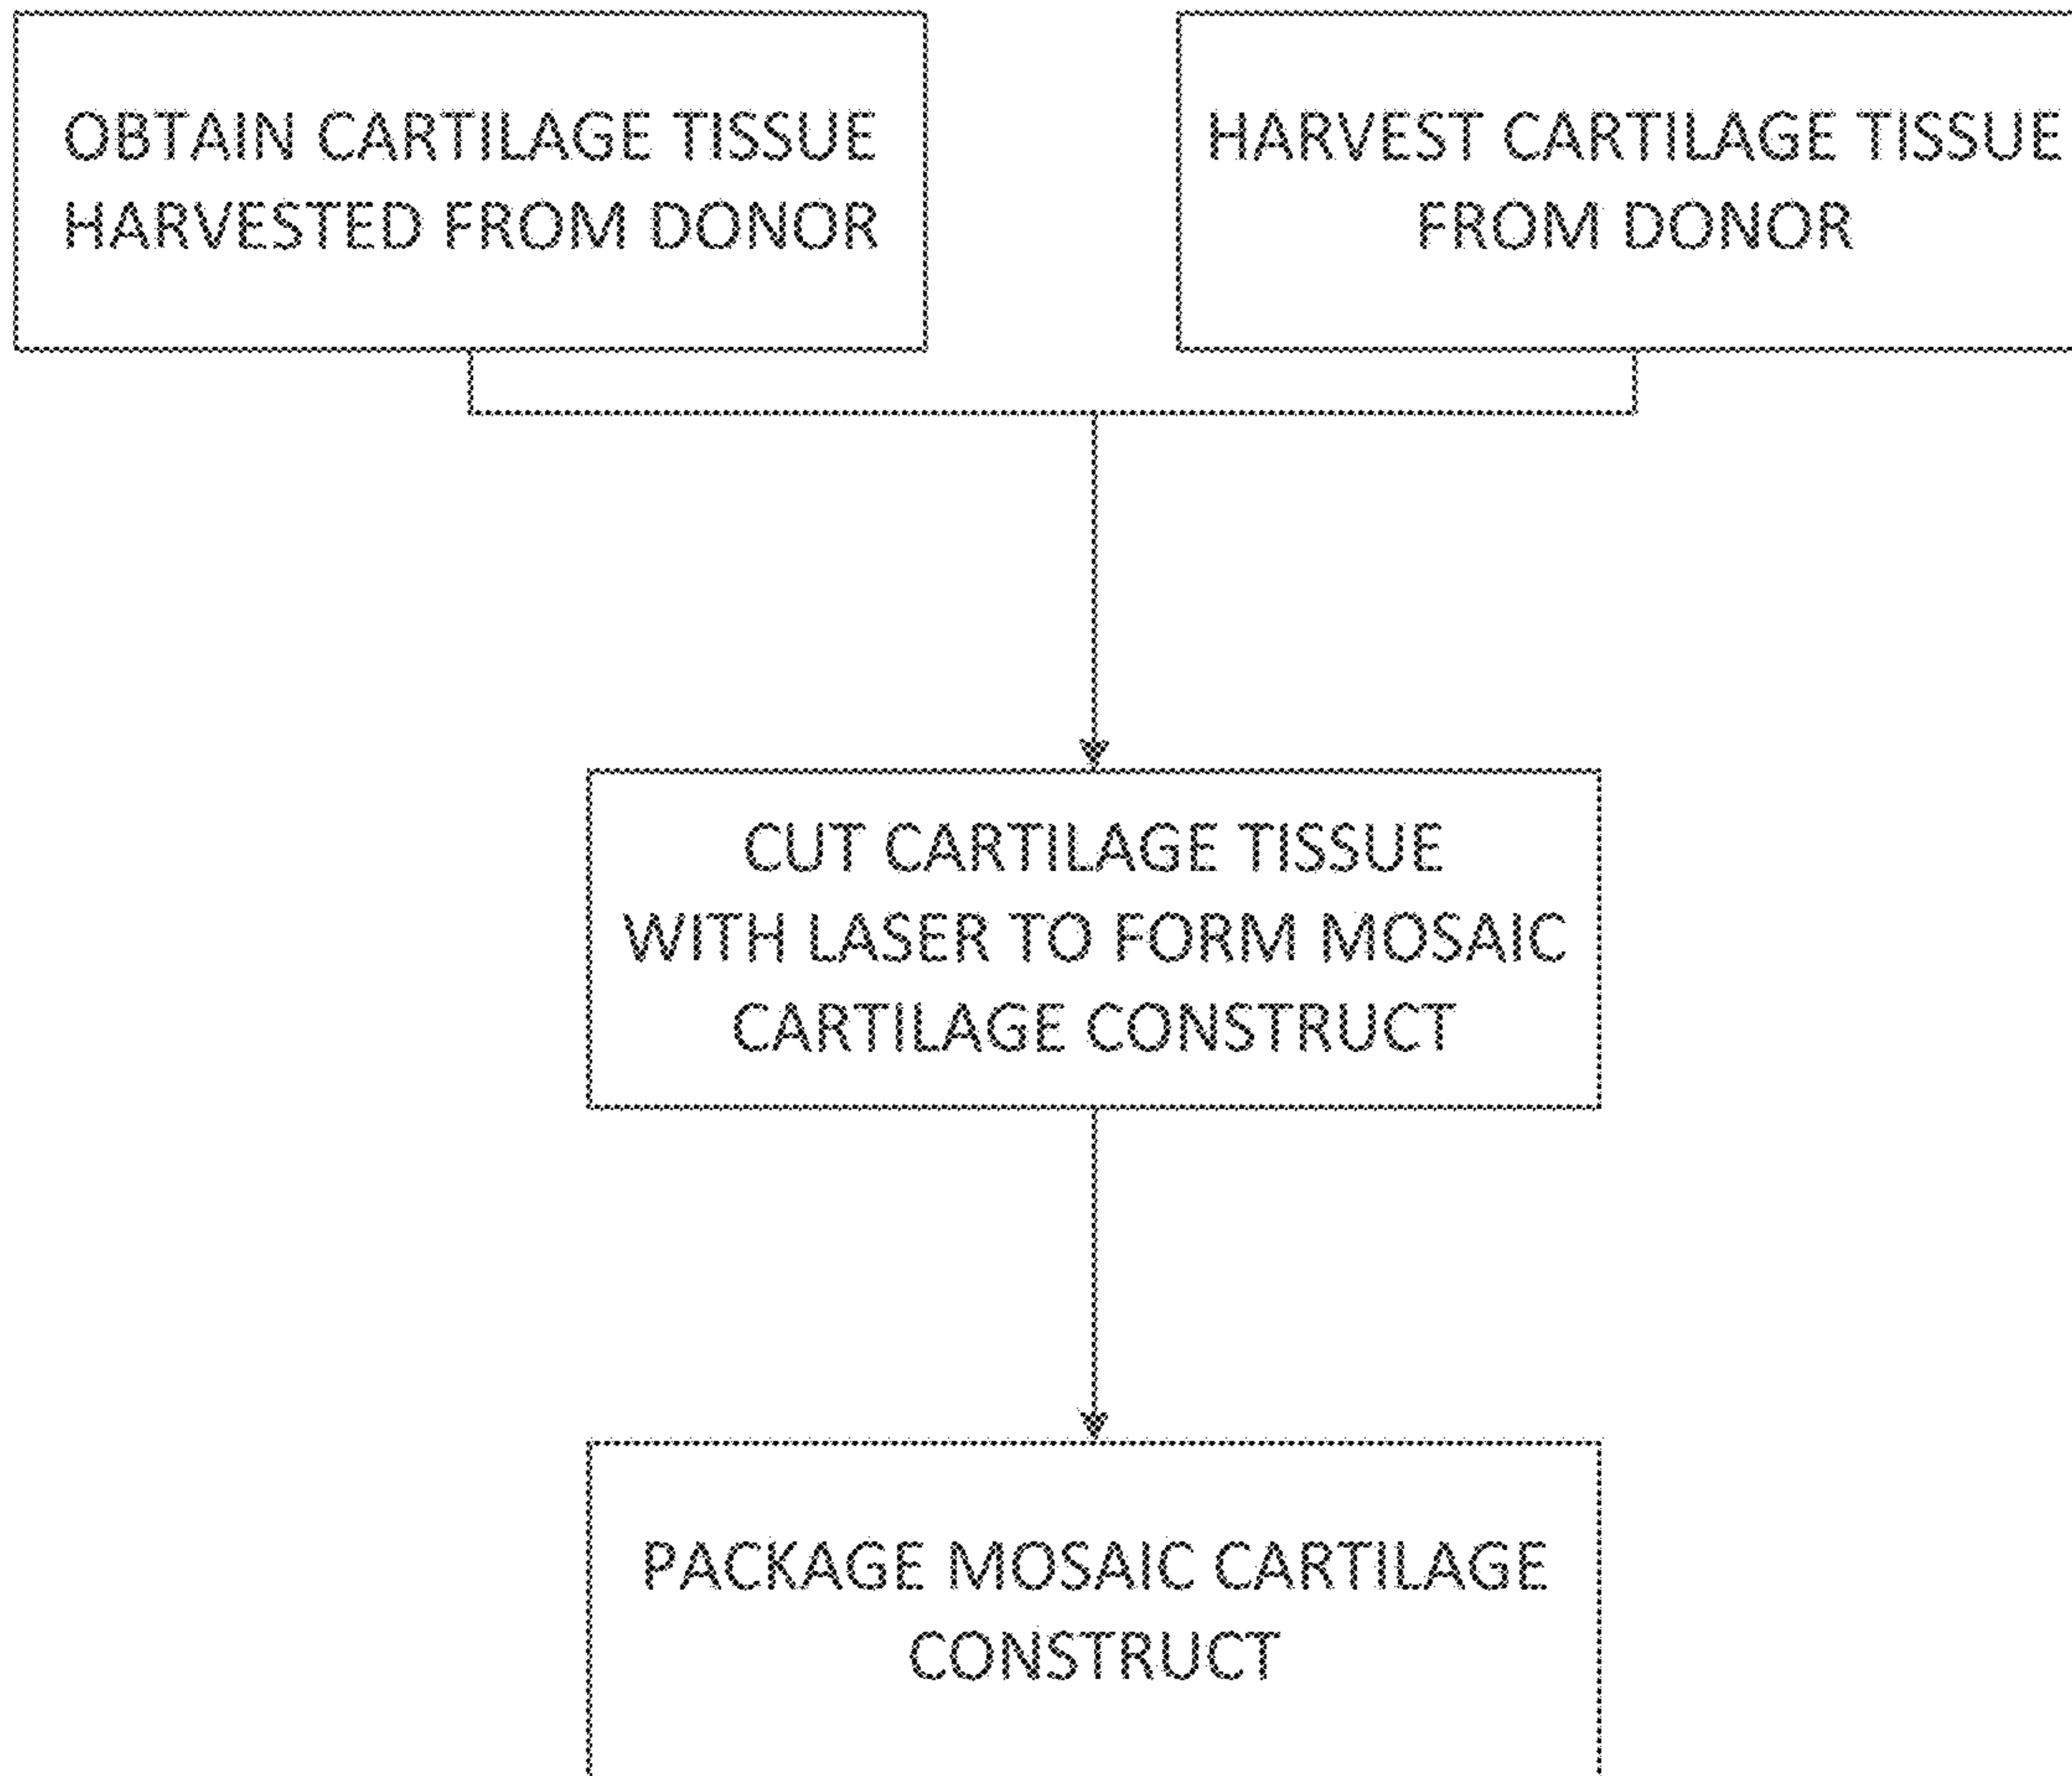 OBTAIN CARTILAGE TISSUE
HARVESTED FROM DONOR
HARVEST CARTILAGE TISSUE
FROM DONOR
CUT CARTILAGE TISSUE
WITH LASER TO FORM MOSAIC
CARTILAGE CONSTRUCT
PACKAGE MOSAIC CARTILAGE
CONSTRUCT